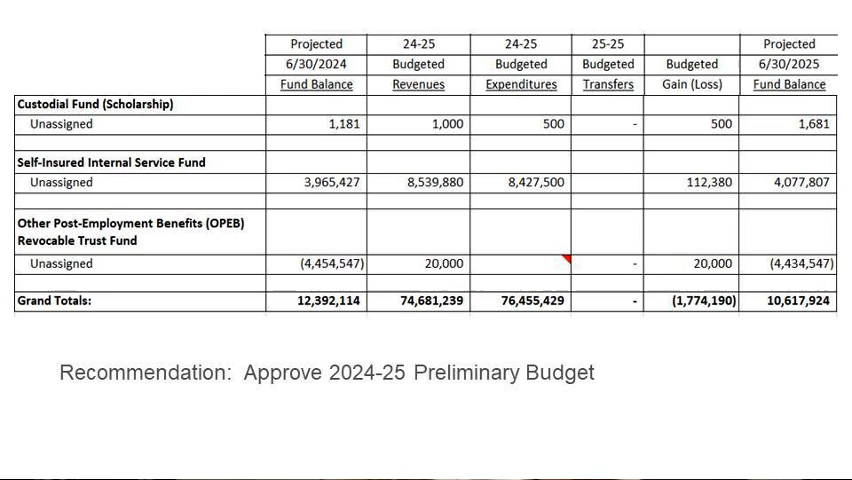 Projected 24-25 24-25 25-25 Projected
6/30/2024 Budgeted Budgeted Budgeted Budgeted 6/30/2025
Fund Balance Revenues Expenditures Transfers Gain (Loss) Fund Balance
Custodial Fund (Scholarship)
Unassigned 1,181 1,000 500 - 500 1,681
Self-Insured Internal Service Fund
Unassigned 3,965,427 8,539,880 8,427,500 112,380 4,077,807
Other Post-Employment Benefits (OPEB)
Revocable Trust Fund
Unassigned (4,454,547) 20,000 - 20,000 (4,434,547)
Grand Totals: 12,392,114 74,681,239 76,455,429 - (1,774,190) 10,617,924
Recommendation: Approve 2024-25 Preliminary Budget